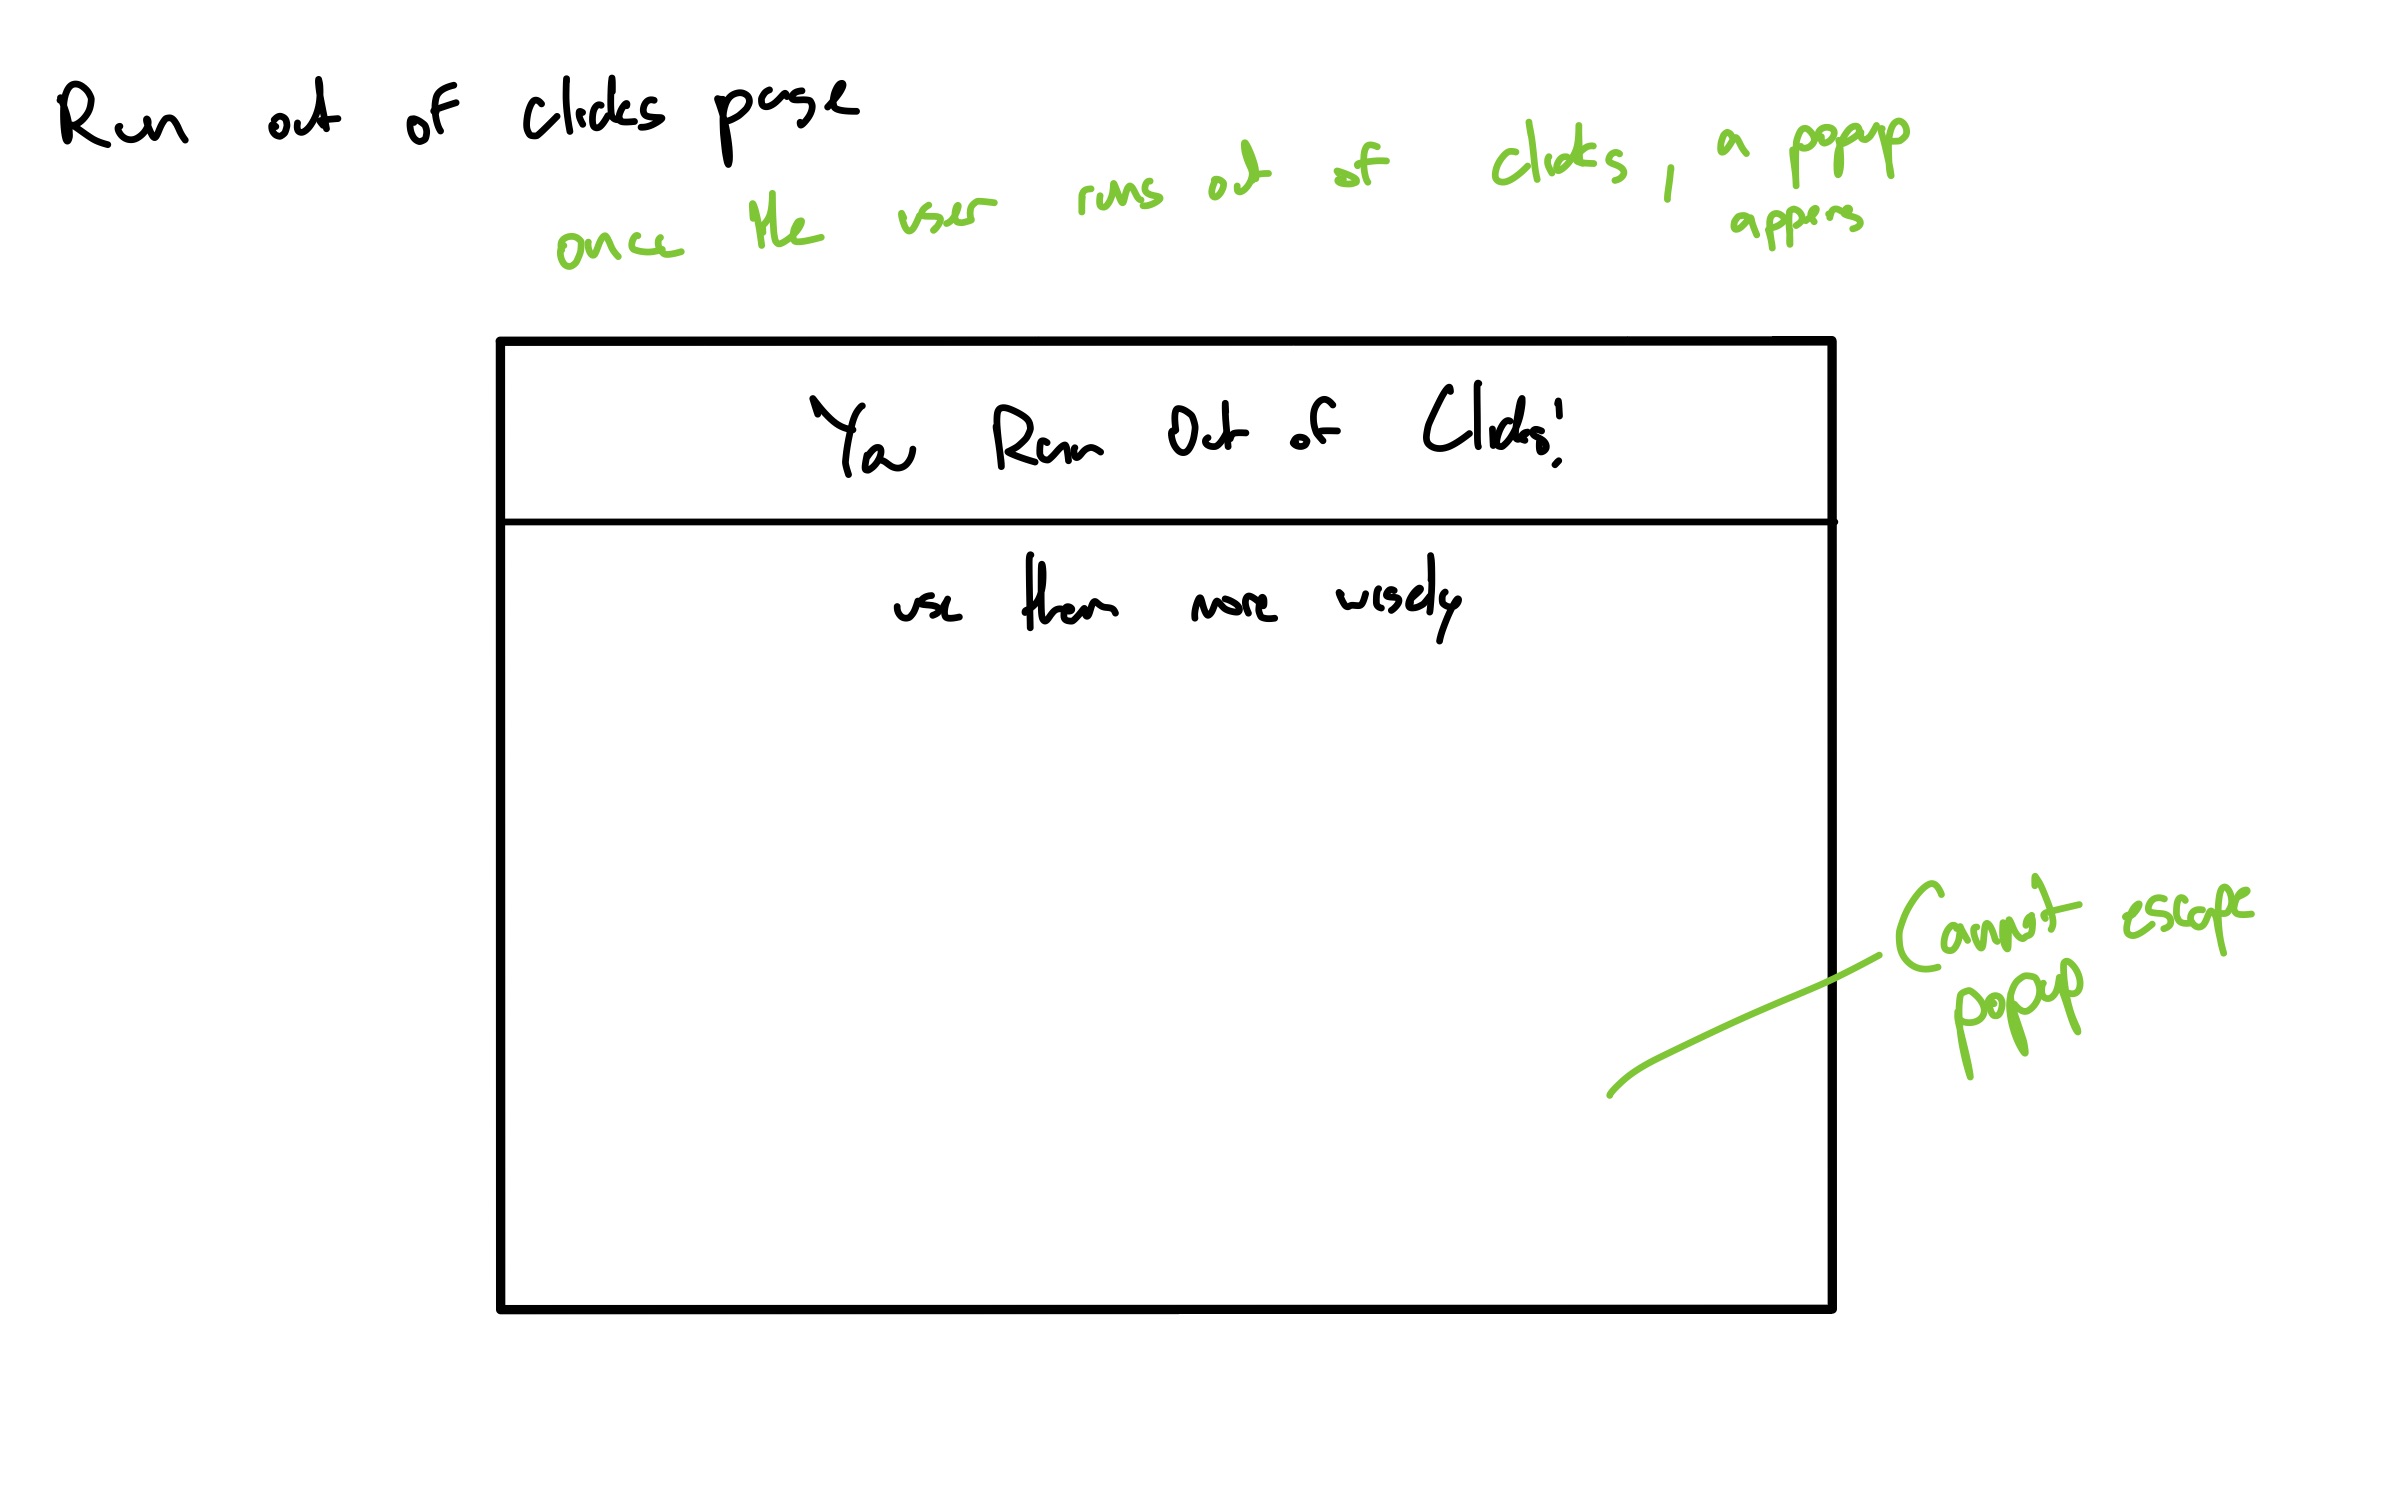 Run out of clicks page
once the user runs out of clicks, a popup
appears
You Run Out of Clicks!
use them more wisely
Cannot escape
popup